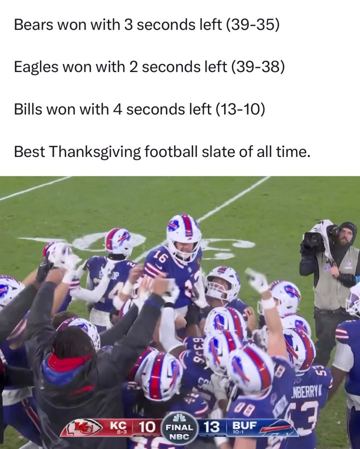 Bears won with 3 seconds left (39-35)
Eagles won with 2 seconds left (39-38)
Bills won with 4 seconds left (13-10)
Best Thanksgiving football slate of all time.
16
KC 10 FINAL 13 BUF
NBC